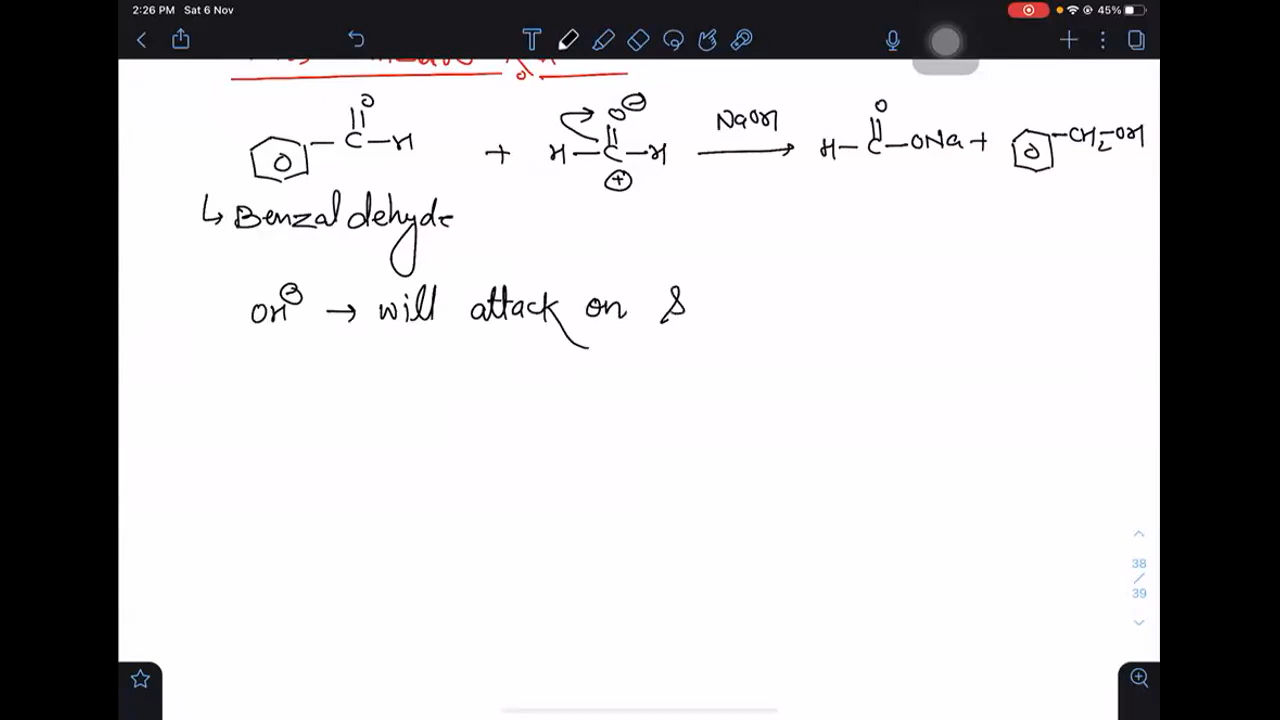 2:26 PM Sat 6 Nov 45%
O O⊖ O
C–H + H–C–H NaOH → H–C–ONa + CH2–OH
⊕
↳ Benzaldehyde
OH⊖ → will attack on S
38
/
39